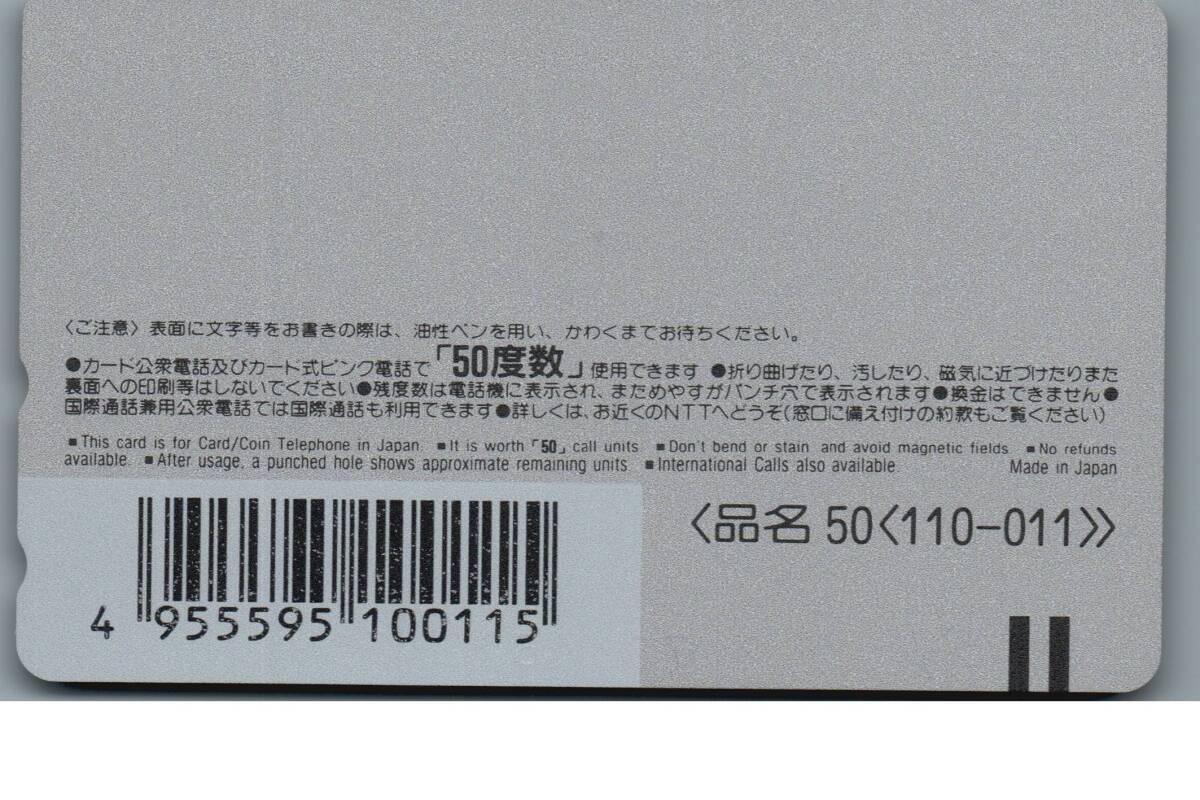 〈ご注意〉表面に文字等をお書きの際は、油性ペンを用い、かわくまでお待ちください。
●カード公衆電話及びカード式ピンク電話で「50度数」使用できます ●折り曲げたり、汚したり、磁気に近づけたりまた
裏面への印刷等はしないでください●残度数は電話機に表示され、まためやすがパンチ穴で表示されます●換金はできません●
国際通話兼用公衆電話では国際通話も利用できます●詳しくは、お近くのNTTへどうぞ(窓口に備え付けの約款もご覧ください)
■This card is for Card/Coin Telephone in Japan. ■It is worth「50」call units ■Don't bend or stain and avoid magnetic fields ■No refunds
available. ■After usage, a punched hole shows approximate remaining units ■International Calls also available. Made in Japan
〈品名 50〈110-011〉〉
4 955595 100115